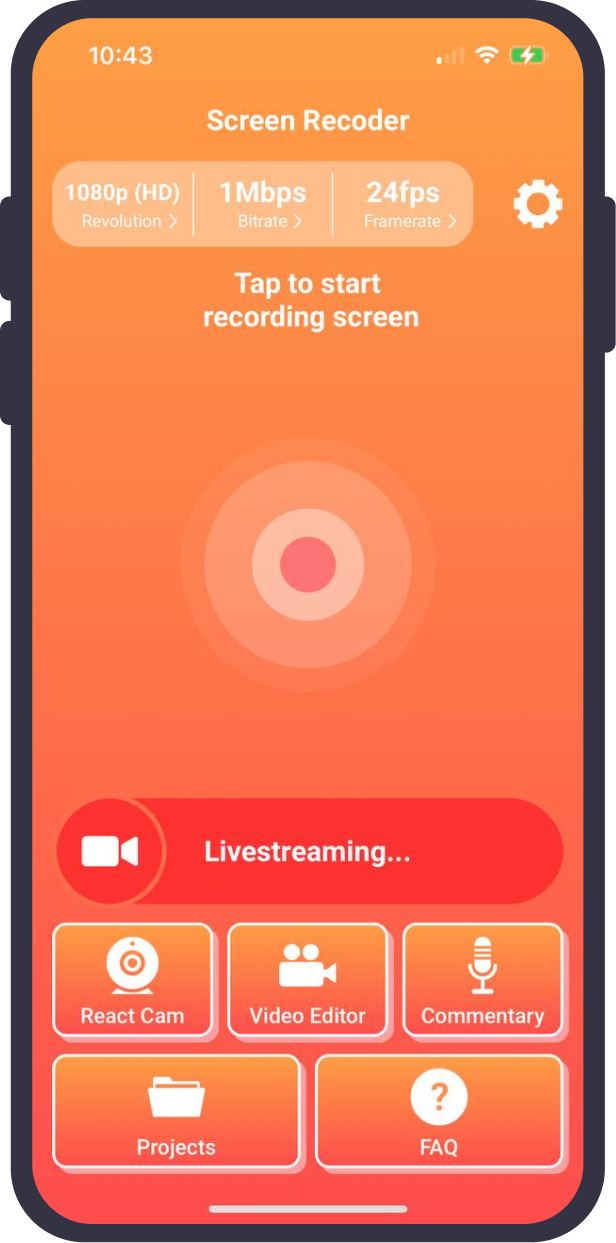 10:43
Screen Recoder
1080p (HD) 1Mbps 24fps
Revolution Bitrate Framerate
Tap to start
recording screen
Livestreaming...
React Cam Video Editor Commentary
?
Projects FAQ